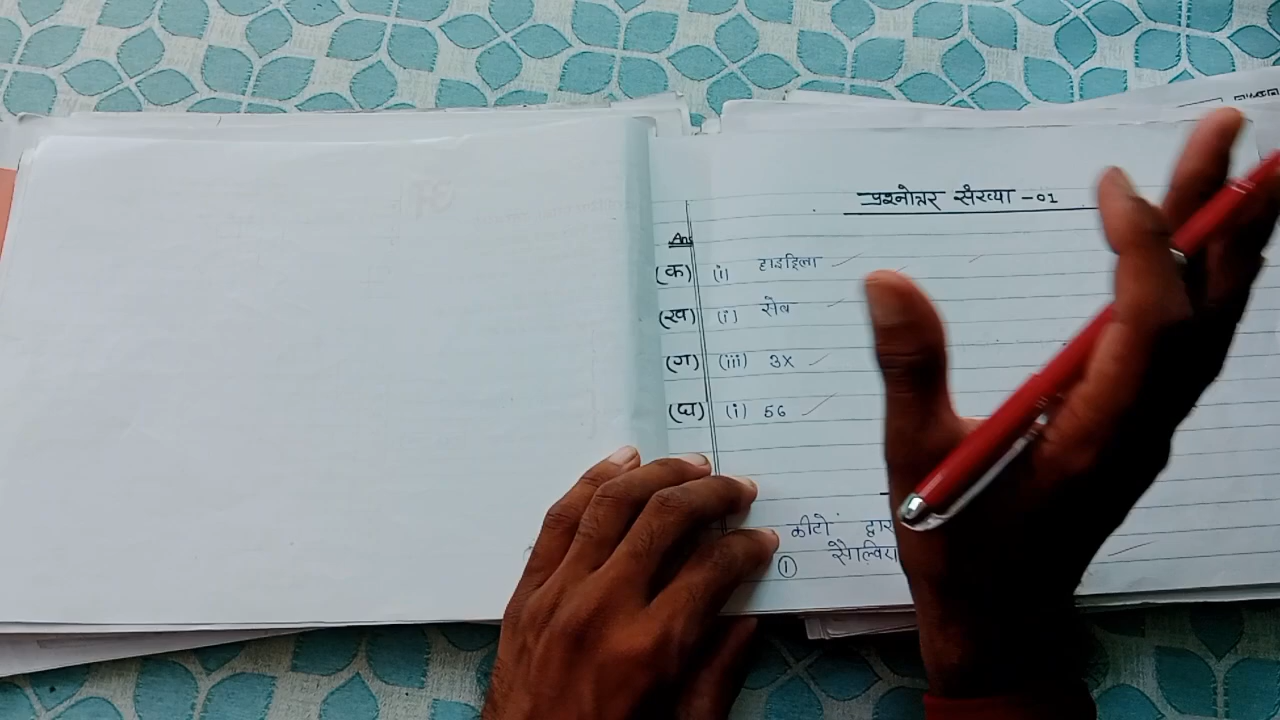 प्रश्नोत्तर संख्या - 01
Ans
(क) (i) हाइड्रिला
(ख) (i) सेब
(ग) (iii) 3X
(घ) (i) 56
कीटों द्वारा
① सैल्विया